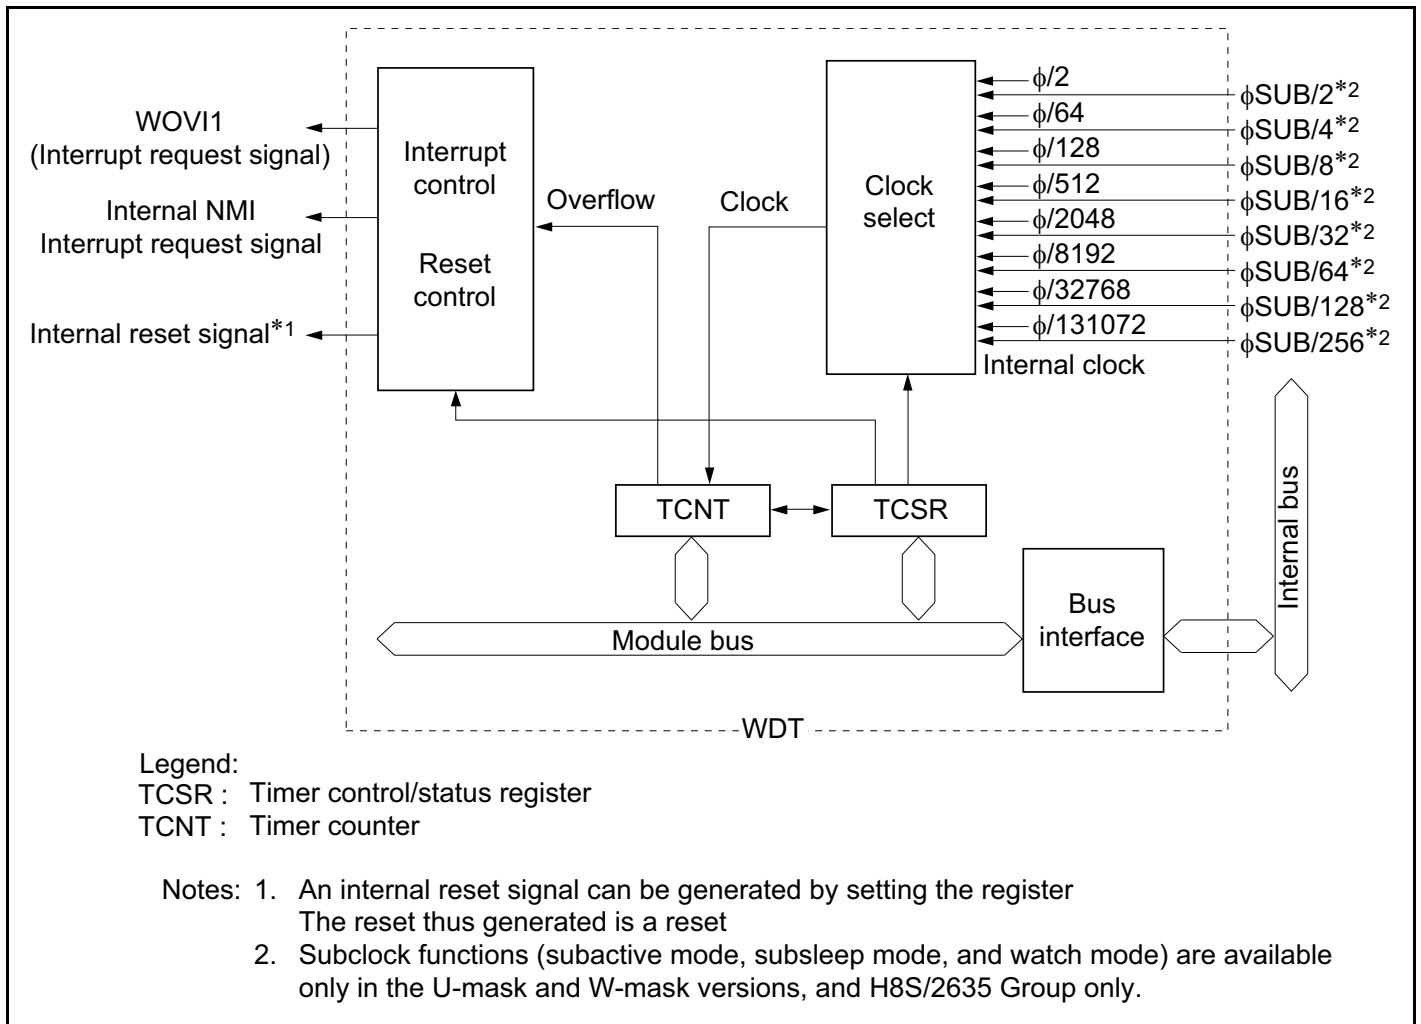 WOVI1
(Interrupt request signal)
Internal NMI
Interrupt request signal
Internal reset signal*1
Interrupt
control
Reset
control
Overflow
Clock
Clock
select
ϕ/2
ϕ/64
ϕ/128
ϕ/512
ϕ/2048
ϕ/8192
ϕ/32768
ϕ/131072
Internal clock
ϕSUB/2*2
ϕSUB/4*2
ϕSUB/8*2
ϕSUB/16*2
ϕSUB/32*2
ϕSUB/64*2
ϕSUB/128*2
ϕSUB/256*2
TCNT
TCSR
Module bus
Bus
interface
Internal bus
WDT
Legend:
TCSR : Timer control/status register
TCNT : Timer counter
Notes: 1. An internal reset signal can be generated by setting the register
The reset thus generated is a reset
2. Subclock functions (subactive mode, subsleep mode, and watch mode) are available
only in the U-mask and W-mask versions, and H8S/2635 Group only.